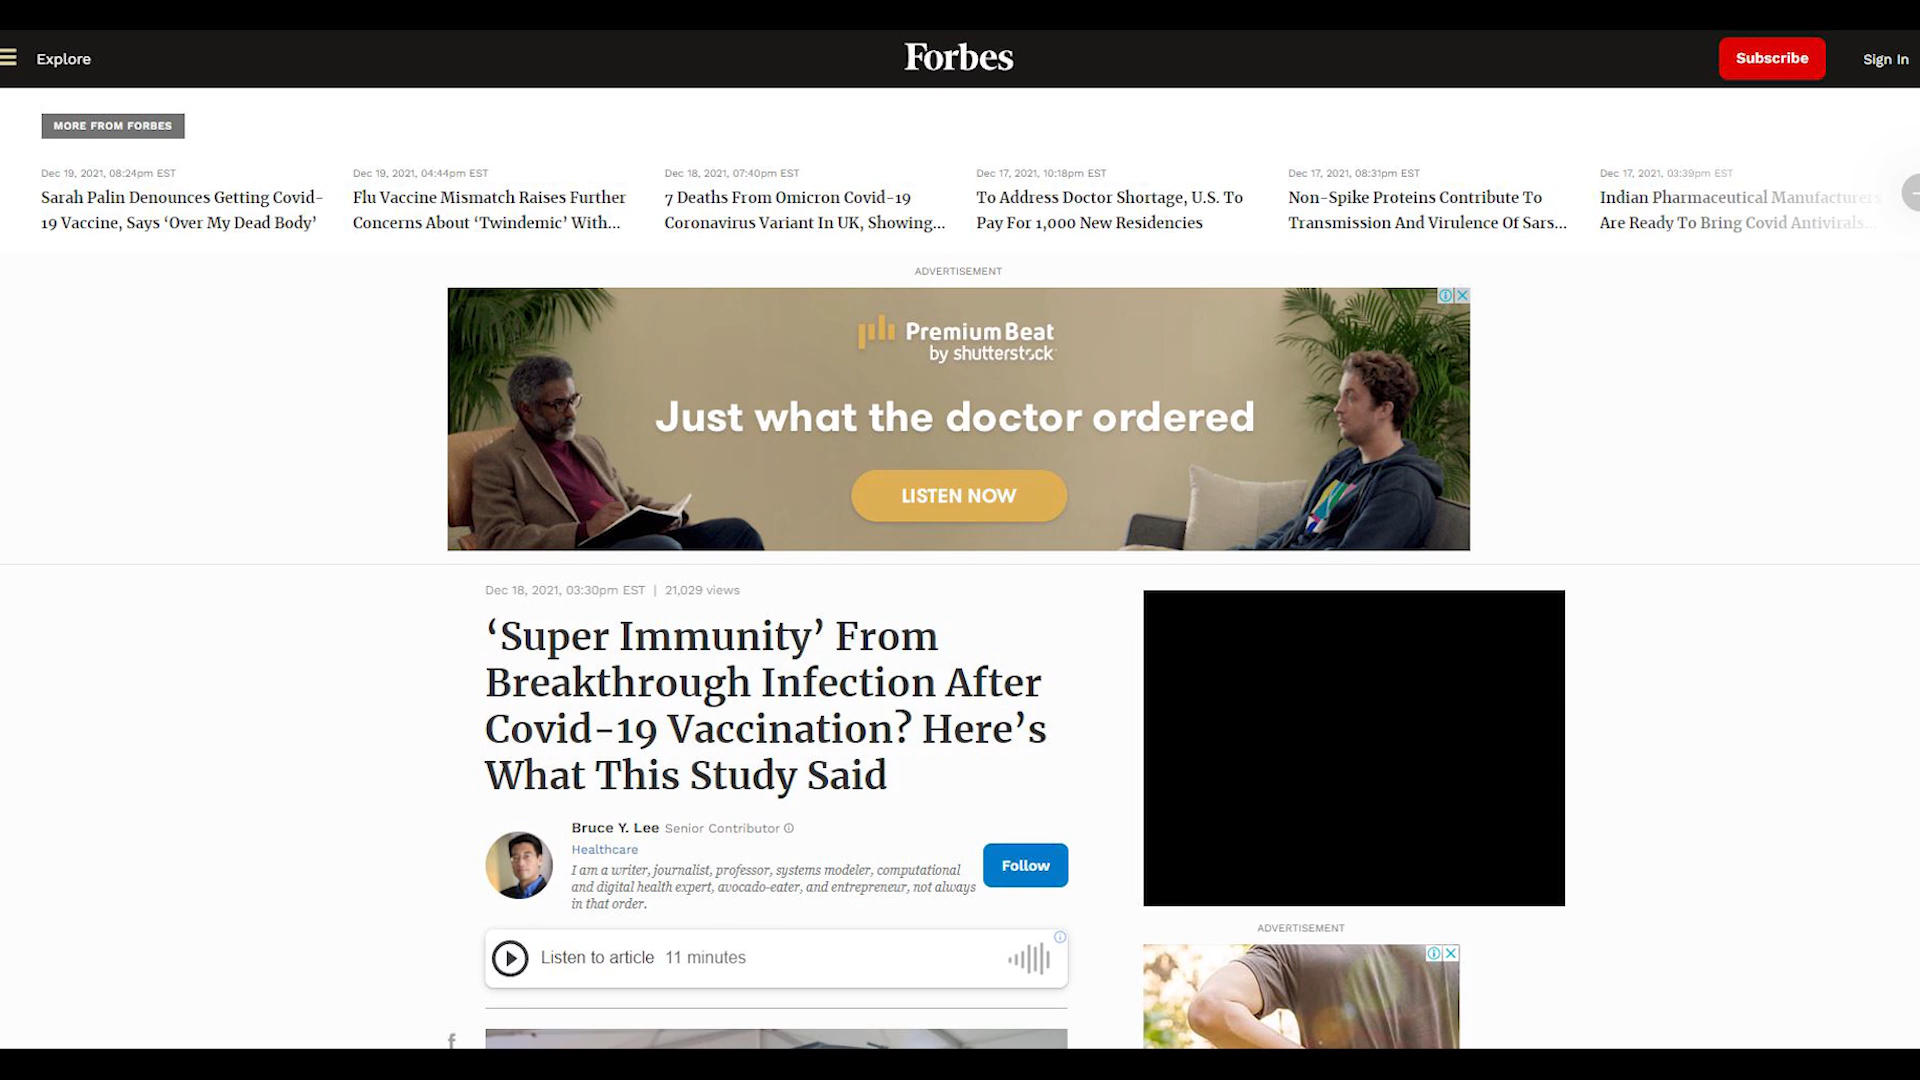 Explore
Forbes
Subscribe
Sign In
MORE FROM FORBES
Dec 19, 2021, 08:24pm EST
Sarah Palin Denounces Getting Covid-
19 Vaccine, Says ‘Over My Dead Body’
Dec 19, 2021, 04:44pm EST
Flu Vaccine Mismatch Raises Further
Concerns About ‘Twindemic’ With...
Dec 18, 2021, 07:40pm EST
7 Deaths From Omicron Covid-19
Coronavirus Variant In UK, Showing...
Dec 17, 2021, 10:18pm EST
To Address Doctor Shortage, U.S. To
Pay For 1,000 New Residencies
Dec 17, 2021, 08:31pm EST
Non-Spike Proteins Contribute To
Transmission And Virulence Of Sars...
Dec 17, 2021, 03:39pm EST
Indian Pharmaceutical Manufacturers
Are Ready To Bring Covid Antivirals...
ADVERTISEMENT
PremiumBeat
by shutterstock
Just what the doctor ordered
LISTEN NOW
Dec 18, 2021, 03:30pm EST | 21,029 views
‘Super Immunity’ From
Breakthrough Infection After
Covid-19 Vaccination? Here’s
What This Study Said
Bruce Y. Lee Senior Contributor
Healthcare
I am a writer, journalist, professor, systems modeler, computational
and digital health expert, avocado-eater, and entrepreneur, not always
in that order.
Follow
Listen to article 11 minutes
ADVERTISEMENT